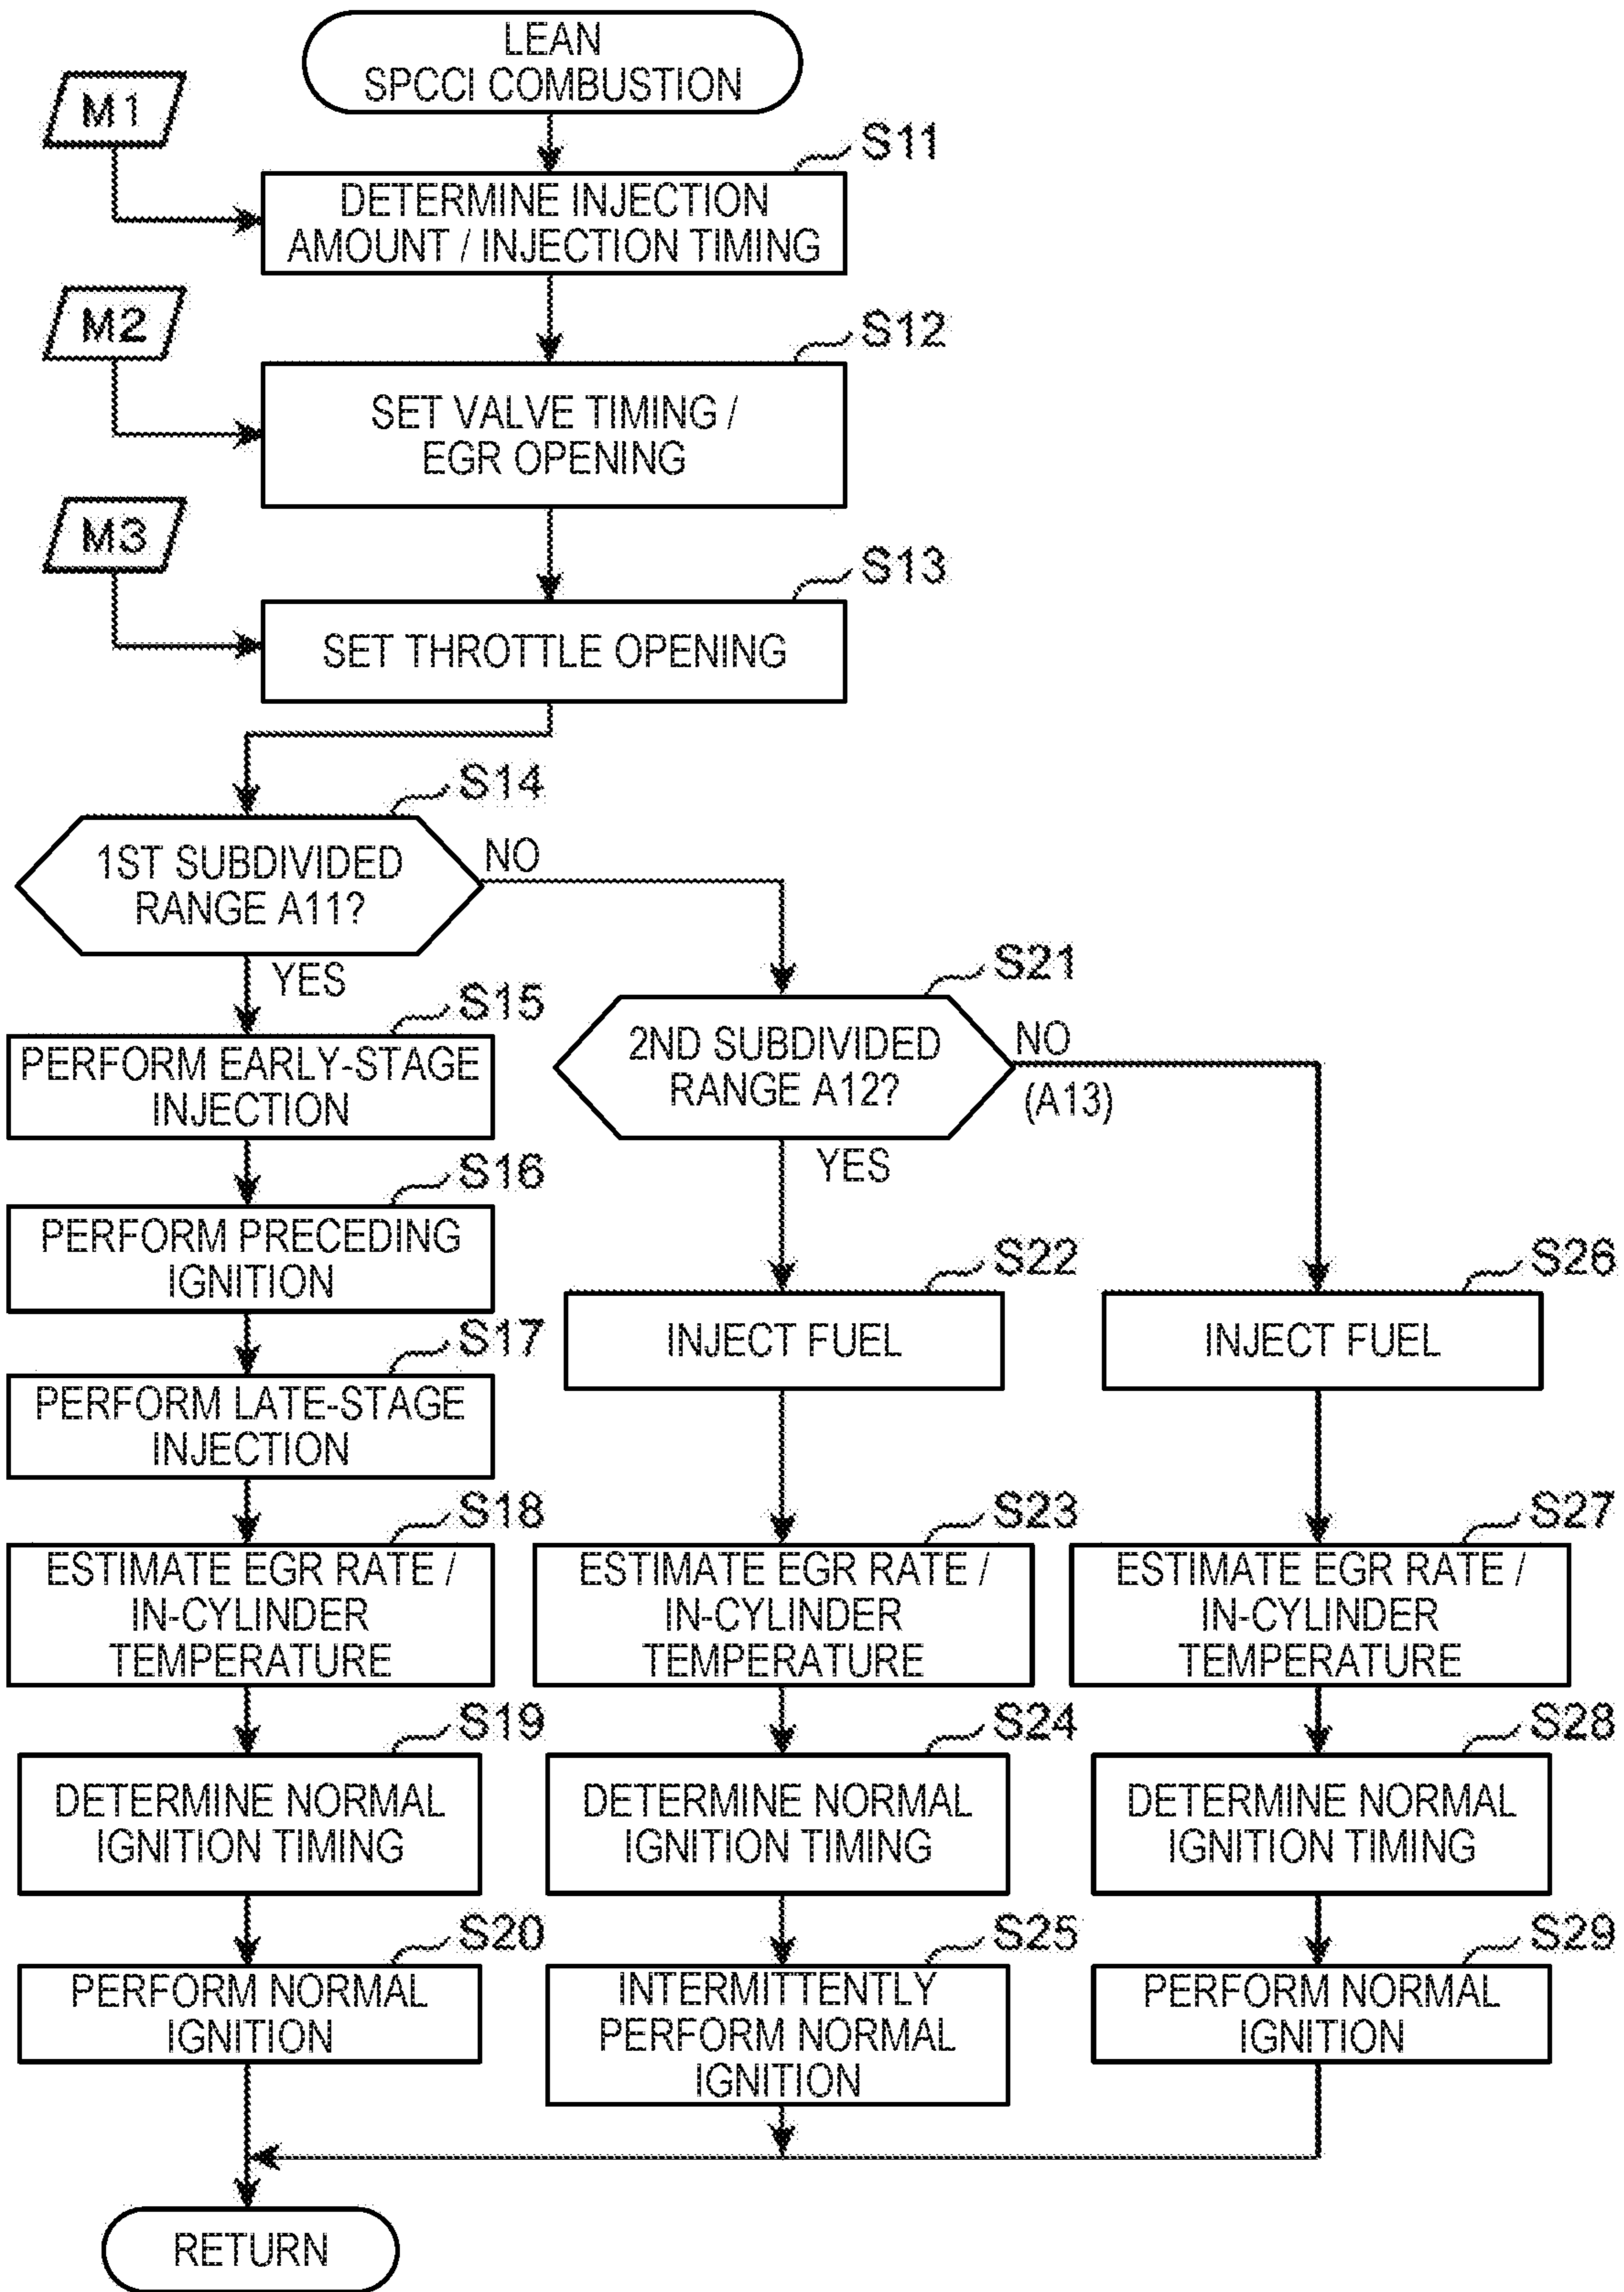 LEAN
SPCCI COMBUSTION
M1
S11
DETERMINE INJECTION
AMOUNT / INJECTION TIMING
M2
S12
SET VALVE TIMING /
EGR OPENING
M3
S13
SET THROTTLE OPENING
S14
1ST SUBDIVIDED
RANGE A11?
NO
YES
S15
PERFORM EARLY-STAGE
INJECTION
S16
PERFORM PRECEDING
IGNITION
S17
PERFORM LATE-STAGE
INJECTION
S18
ESTIMATE EGR RATE /
IN-CYLINDER
TEMPERATURE
S19
DETERMINE NORMAL
IGNITION TIMING
S20
PERFORM NORMAL
IGNITION
S21
2ND SUBDIVIDED
RANGE A12?
NO
(A13)
YES
S22
INJECT FUEL
S23
ESTIMATE EGR RATE /
IN-CYLINDER
TEMPERATURE
S24
DETERMINE NORMAL
IGNITION TIMING
S25
INTERMITTENTLY
PERFORM NORMAL
IGNITION
S26
INJECT FUEL
S27
ESTIMATE EGR RATE /
IN-CYLINDER
TEMPERATURE
S28
DETERMINE NORMAL
IGNITION TIMING
S29
PERFORM NORMAL
IGNITION
RETURN